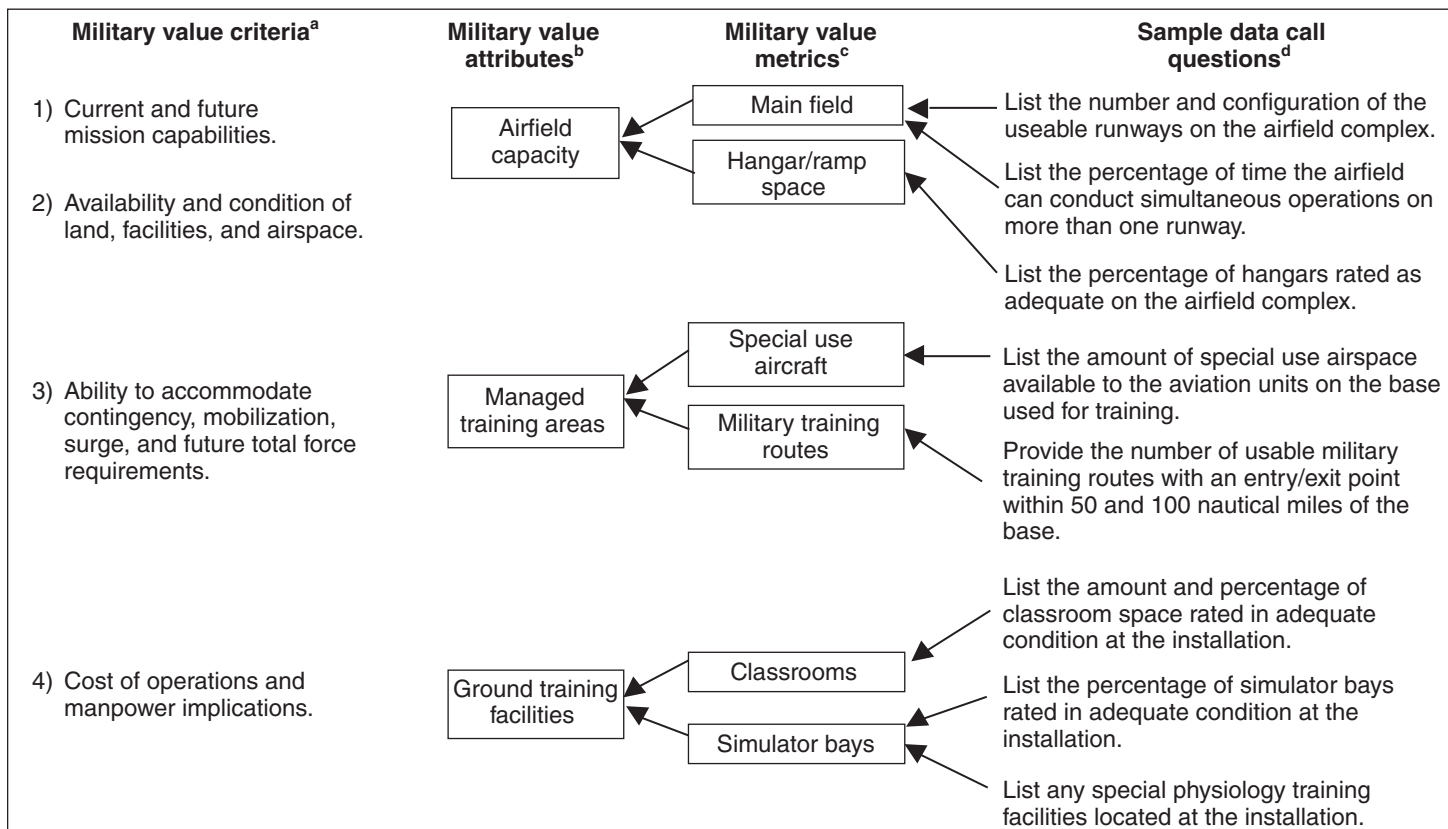 Military value criteriaa
Military value
attributesb
Military value
metricsc
Sample data call
questionsd
1) Current and future
mission capabilities.
2) Availability and condition of
land, facilities, and airspace.
3) Ability to accommodate
contingency, mobilization,
surge, and future total force
requirements.
4) Cost of operations and
manpower implications.
Airfield
capacity
Managed
training areas
Ground training
facilities
Main field
Hangar/ramp
space
Special use
aircraft
Military training
routes
Classrooms
Simulator bays
List the number and configuration of the
useable runways on the airfield complex.
List the percentage of time the airfield
can conduct simultaneous operations on
more than one runway.
List the percentage of hangars rated as
adequate on the airfield complex.
List the amount of special use airspace
available to the aviation units on the base
used for training.
Provide the number of usable military
training routes with an entry/exit point
within 50 and 100 nautical miles of the
base.
List the amount and percentage of
classroom space rated in adequate
condition at the installation.
List the percentage of simulator bays
rated in adequate condition at the
installation.
List any special physiology training
facilities located at the installation.